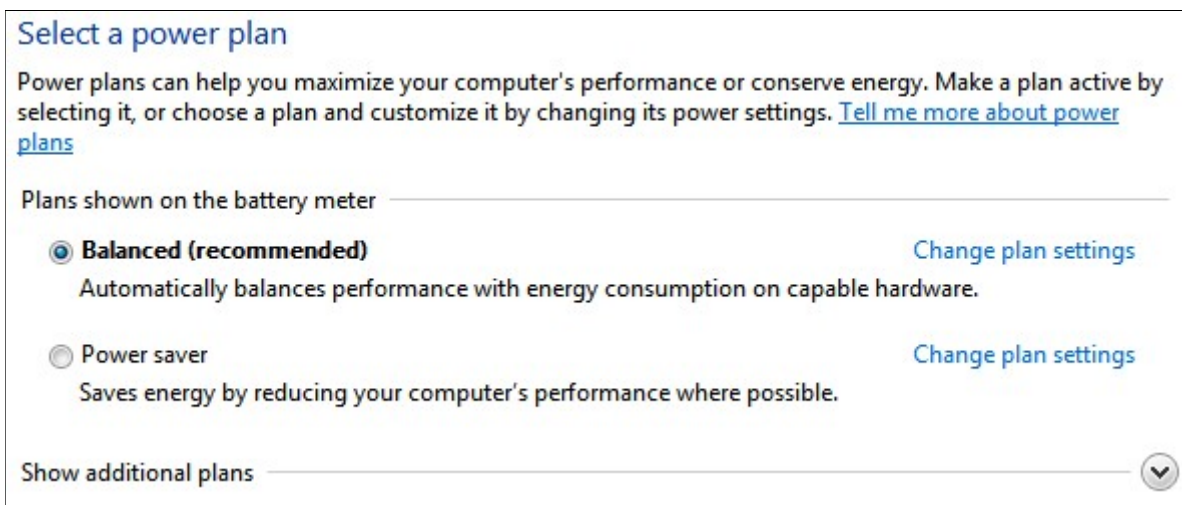 Select a power plan
Power plans can help you maximize your computer's performance or conserve energy. Make a plan active by
selecting it, or choose a plan and customize it by changing its power settings. Tell me more about power
plans
Plans shown on the battery meter
Balanced (recommended) Change plan settings
Automatically balances performance with energy consumption on capable hardware.
Power saver Change plan settings
Saves energy by reducing your computer's performance where possible.
Show additional plans